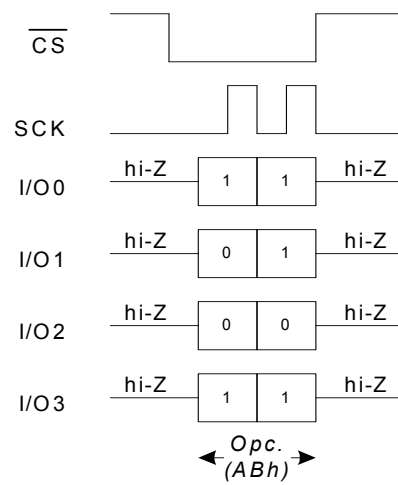 CS
SCK
hi-Z 1 1 hi-Z
I/O0
hi-Z 0 1 hi-Z
I/O1
hi-Z 0 0 hi-Z
I/O2
hi-Z 1 1 hi-Z
I/O3
Opc.
(ABh)